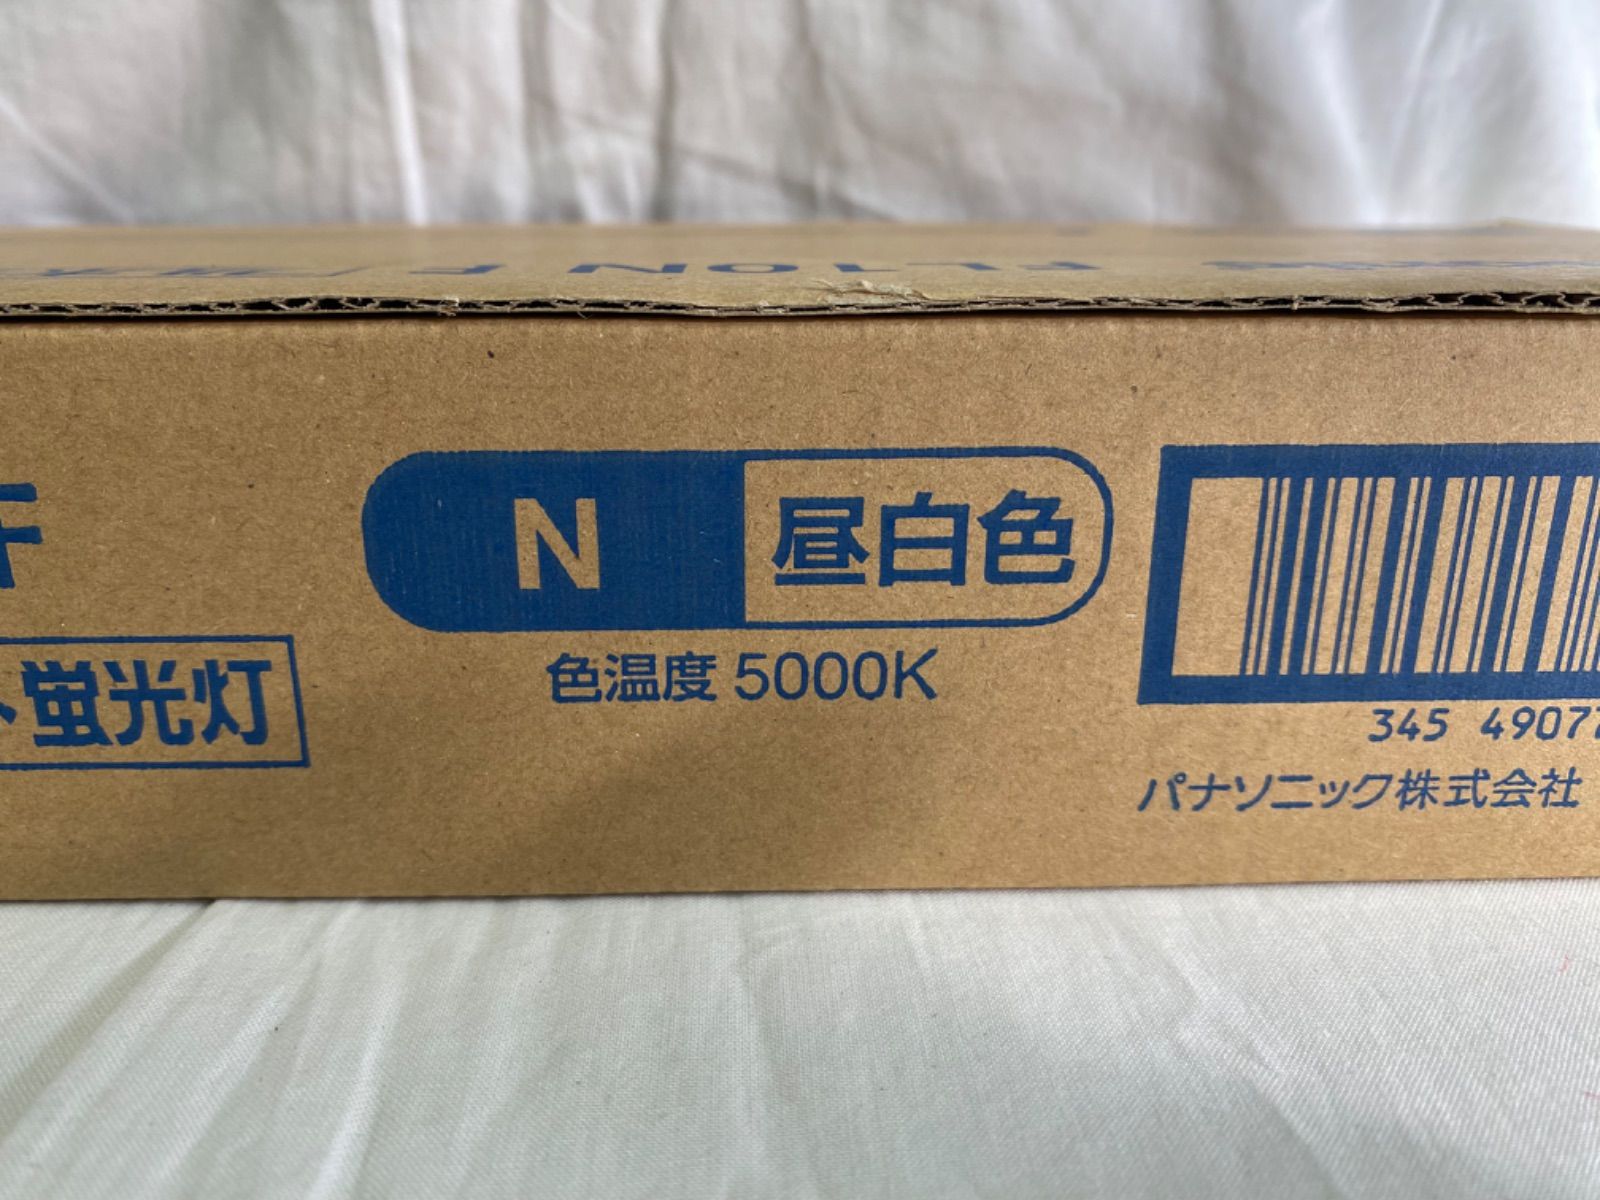 FL10N F
F
N 昼白色
色温度 5000K
蛍光灯
345 49077
パナソニック株式会社